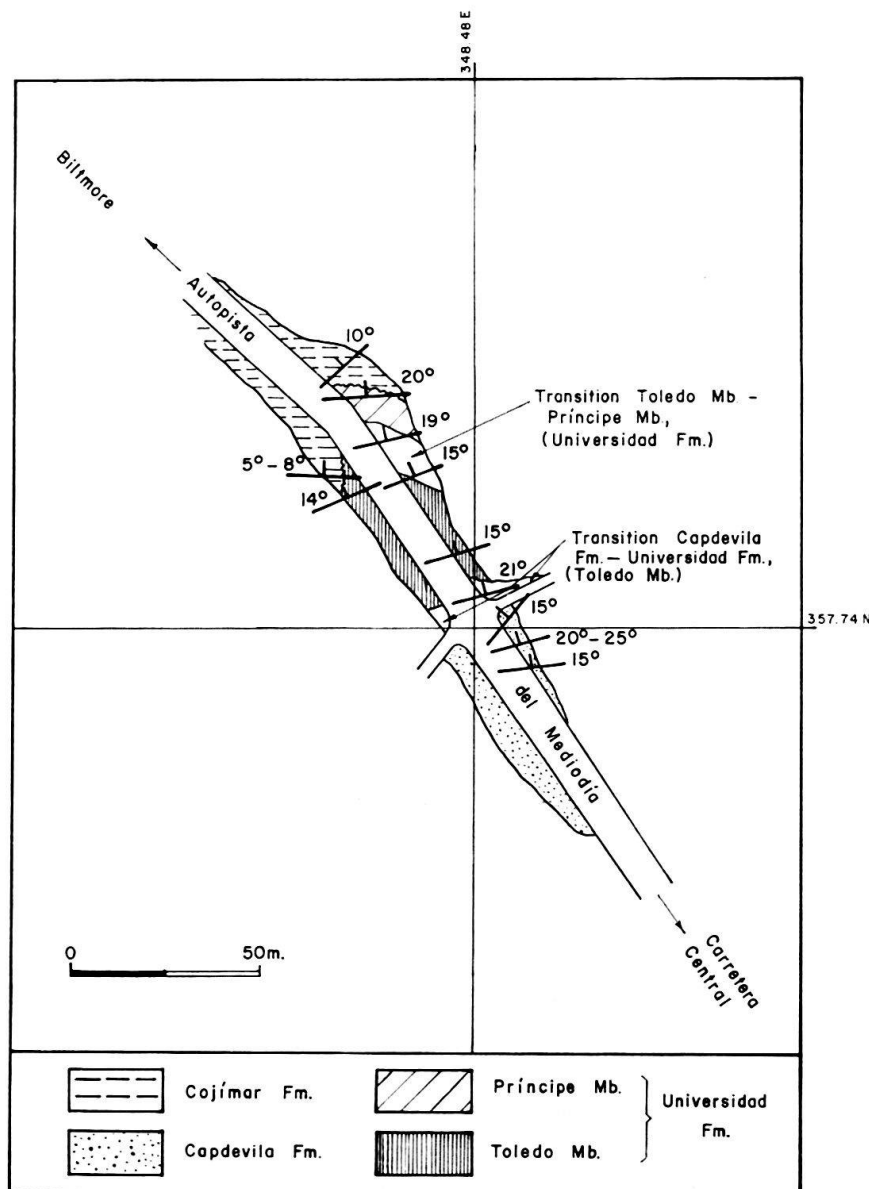 348.48E
Biltmore
Autopista
10°
20°
Transition Toledo Mb. –
Príncipe Mb.,
(Universidad Fm.)
19°
15°
5° – 8°
14°
15°
Transition Capdevila
Fm. – Universidad Fm.,
(Toledo Mb.)
21°
15°
357.74 N
20° – 25°
15°
del Mediodía
0 50m.
Carretera
Central
Cojímar Fm.
Príncipe Mb.
Universidad
Fm.
Capdevila Fm.
Toledo Mb.